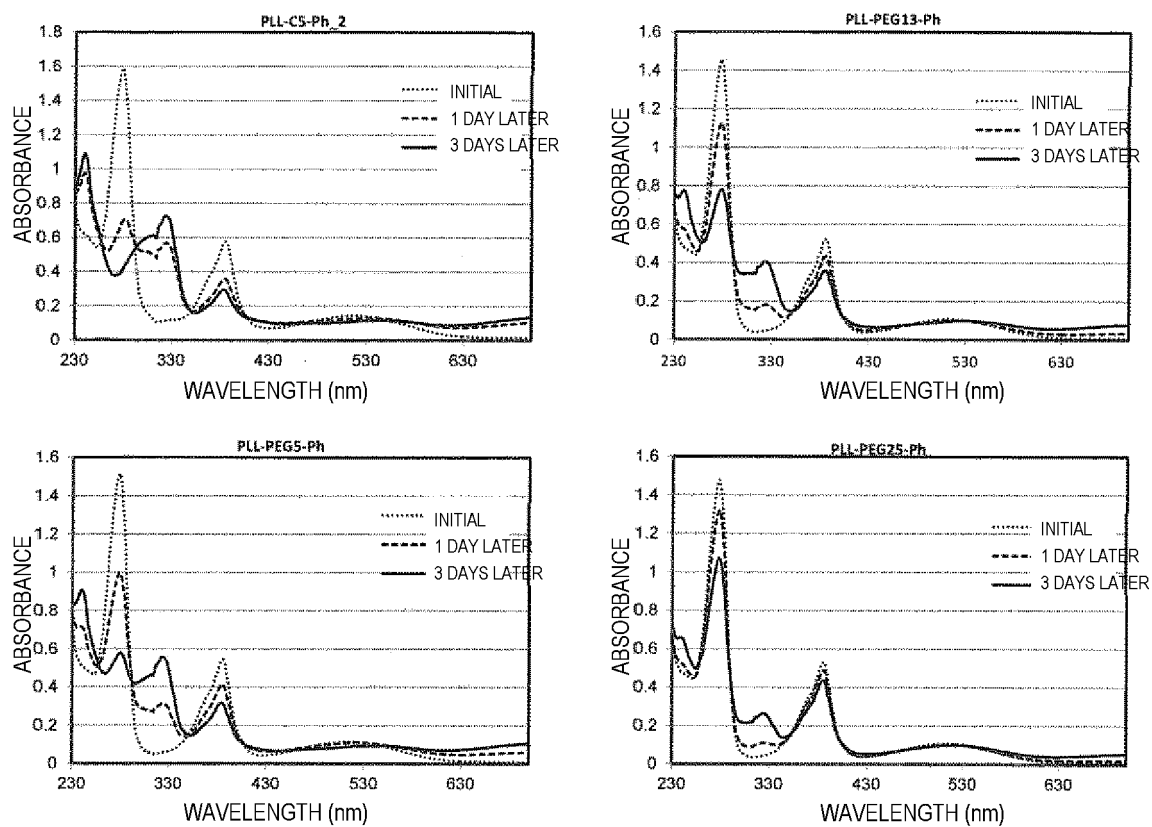 PLL-C5-Ph_2
1.8
1.6
1.4
1.2
1
0.8
0.6
0.4
0.2
0
ABSORBANCE
INITIAL
1 DAY LATER
3 DAYS LATER
230
330
430
530
630
WAVELENGTH (nm)
PLL-PEG13-Ph
1.6
1.4
1.2
1
0.8
0.6
0.4
0.2
0
ABSORBANCE
INITIAL
1 DAY LATER
3 DAYS LATER
230
330
430
530
630
WAVELENGTH (nm)
PLL-PEG5-Ph
1.6
1.4
1.2
1
0.8
0.6
0.4
0.2
0
ABSORBANCE
INITIAL
1 DAY LATER
3 DAYS LATER
230
330
430
530
630
WAVELENGTH (nm)
PLL-PEG25-Ph
1.6
1.4
1.2
1
0.8
0.6
0.4
0.2
0
ABSORBANCE
INITIAL
1 DAY LATER
3 DAYS LATER
230
330
430
530
630
WAVELENGTH (nm)